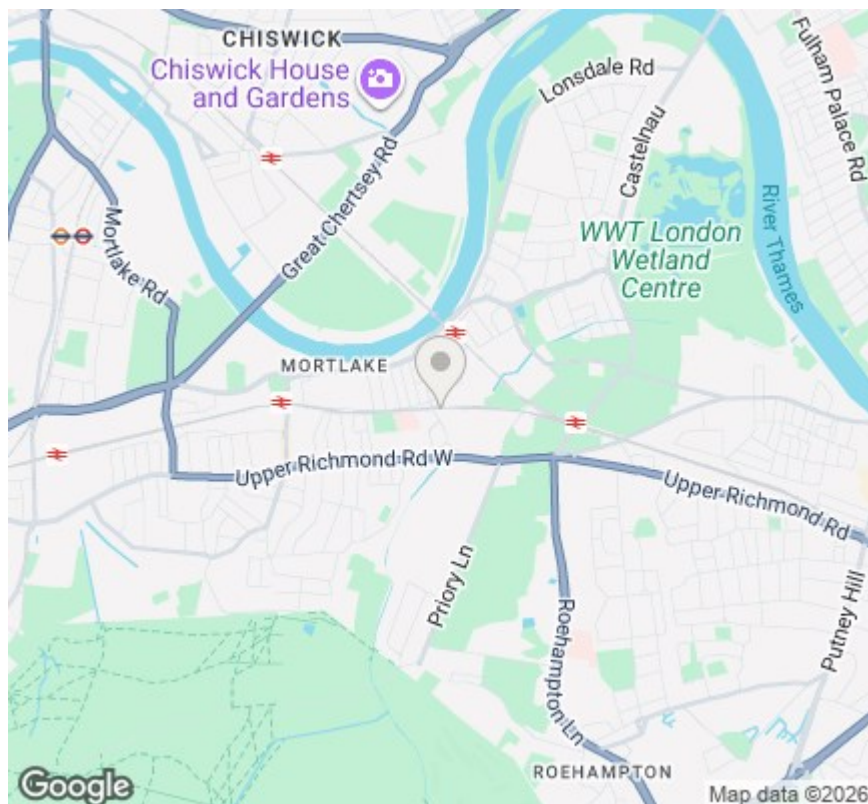 CHISWICK
Chiswick House
and Gardens
Lonsdale Rd
Fulham Palace Rd
Castelnau
Great Chertsey Rd
River Thames
Mortlake Rd
WWT London
Wetland
Centre
MORTLAKE
Upper Richmond Rd W
Upper Richmond Rd
Priory Ln
Roehampton Ln
Putney Hill
ROEHAMPTON
Google
Map data ©2026